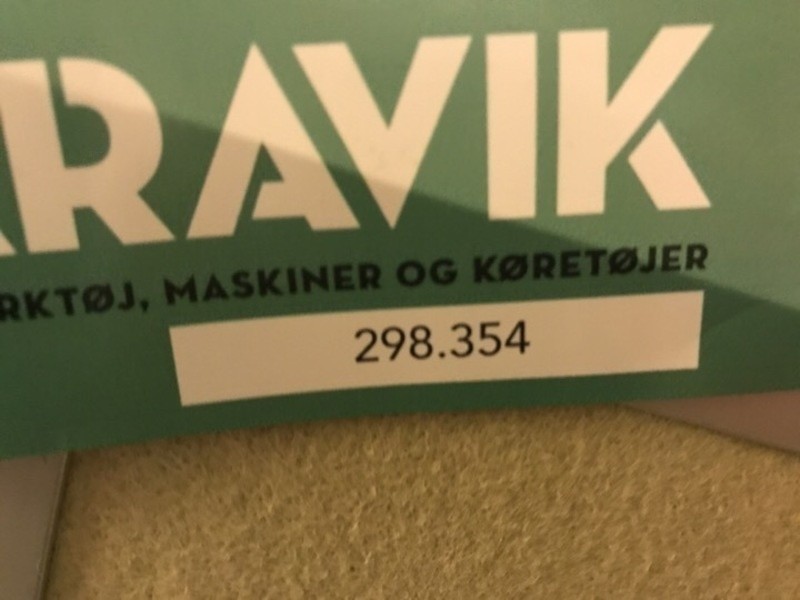 RAVIK
RKTØJ, MASKINER OG KØRETØJER
298.354